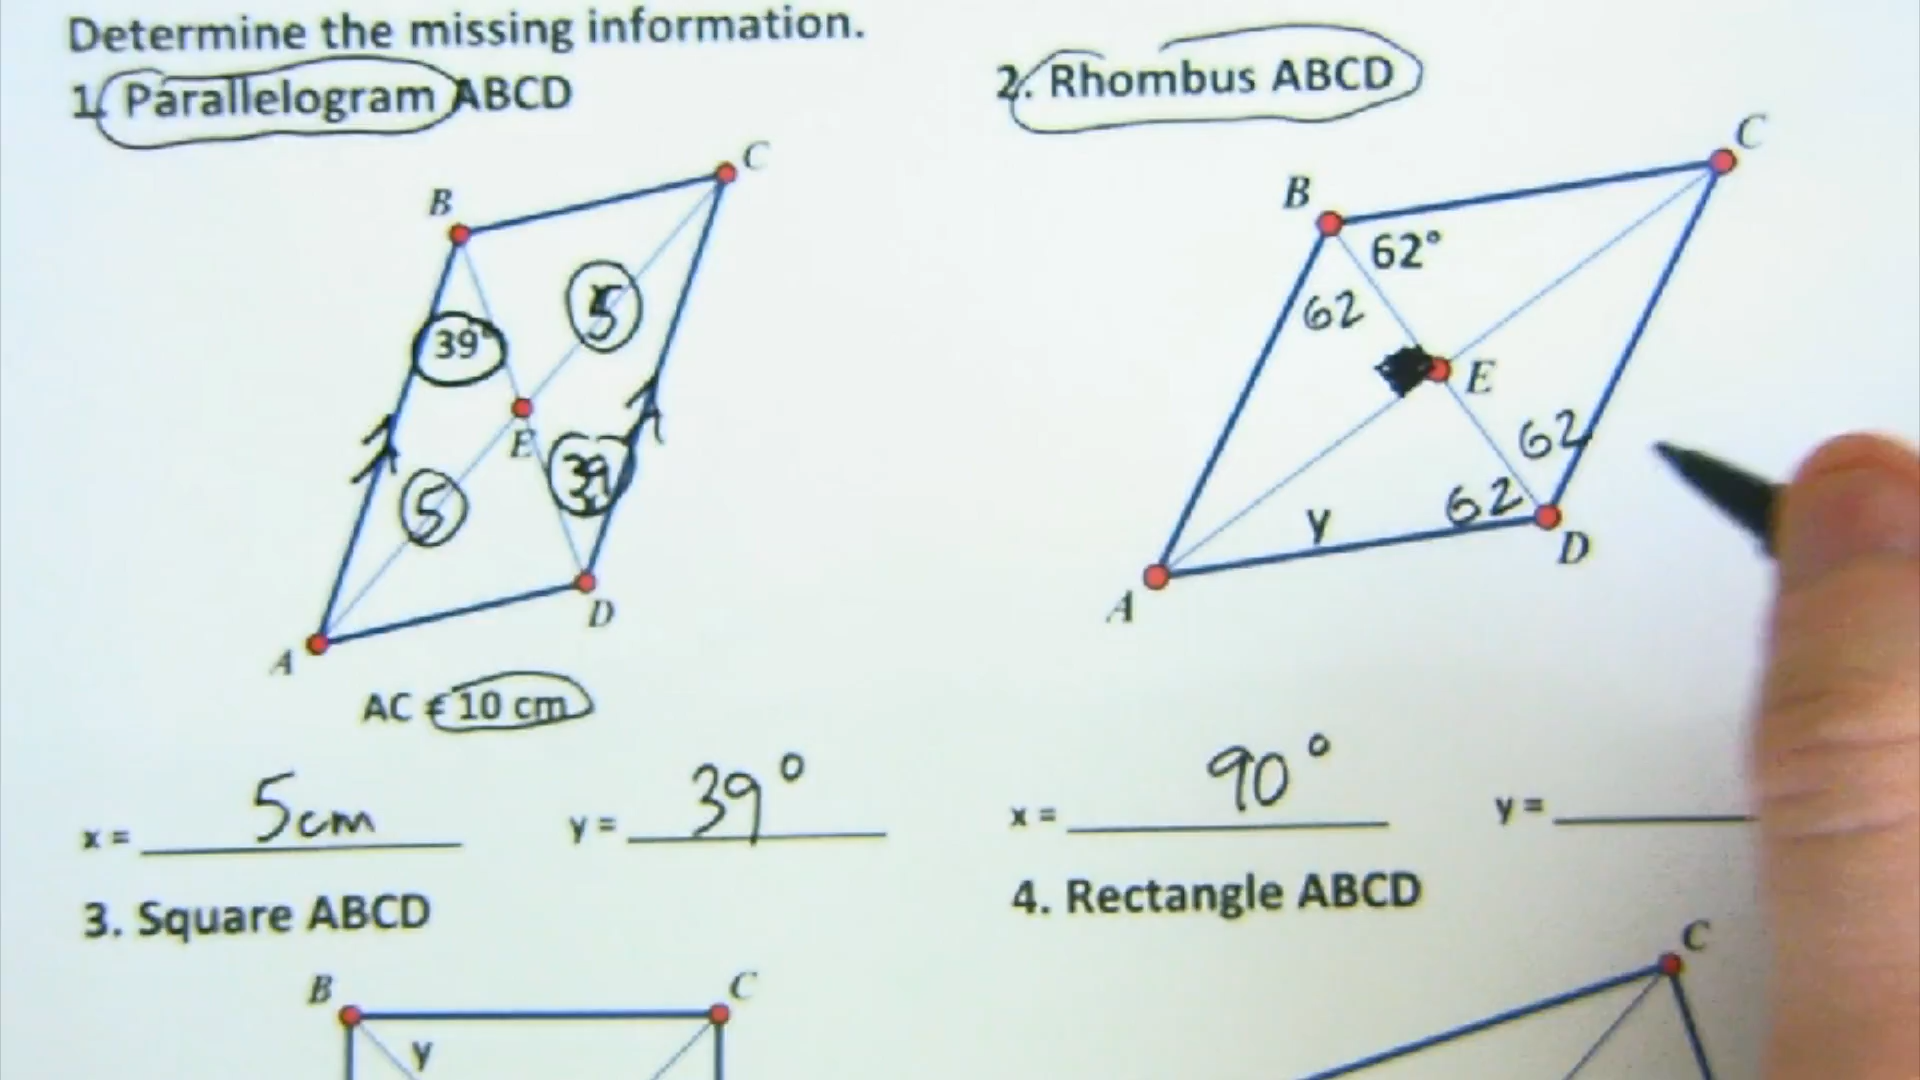 Determine the missing information.
1. Parallelogram ABCD
B
C
39°
5
E
39
5
A
D
AC = 10 cm
x = 5cm y = 39°
2. Rhombus ABCD
B
C
62°
62
E
62
62
y
D
A
x = 90° y =
3. Square ABCD
B
C
y
4. Rectangle ABCD
C